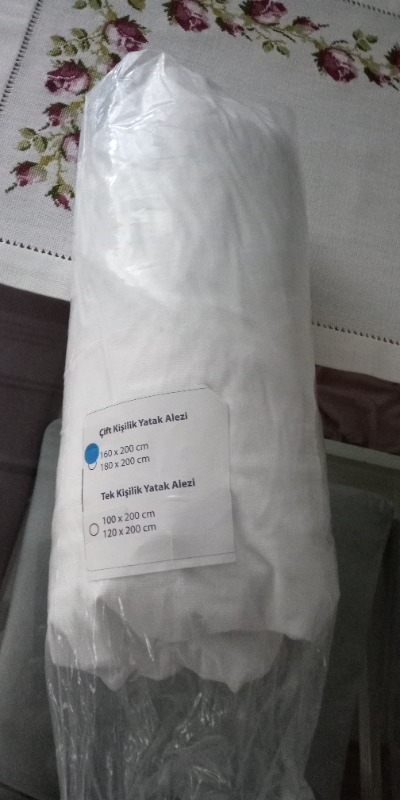 Çift Kişilik Yatak Alezi
160 x 200 cm
180 x 200 cm
Tek Kişilik Yatak Alezi
100 x 200 cm
120 x 200 cm